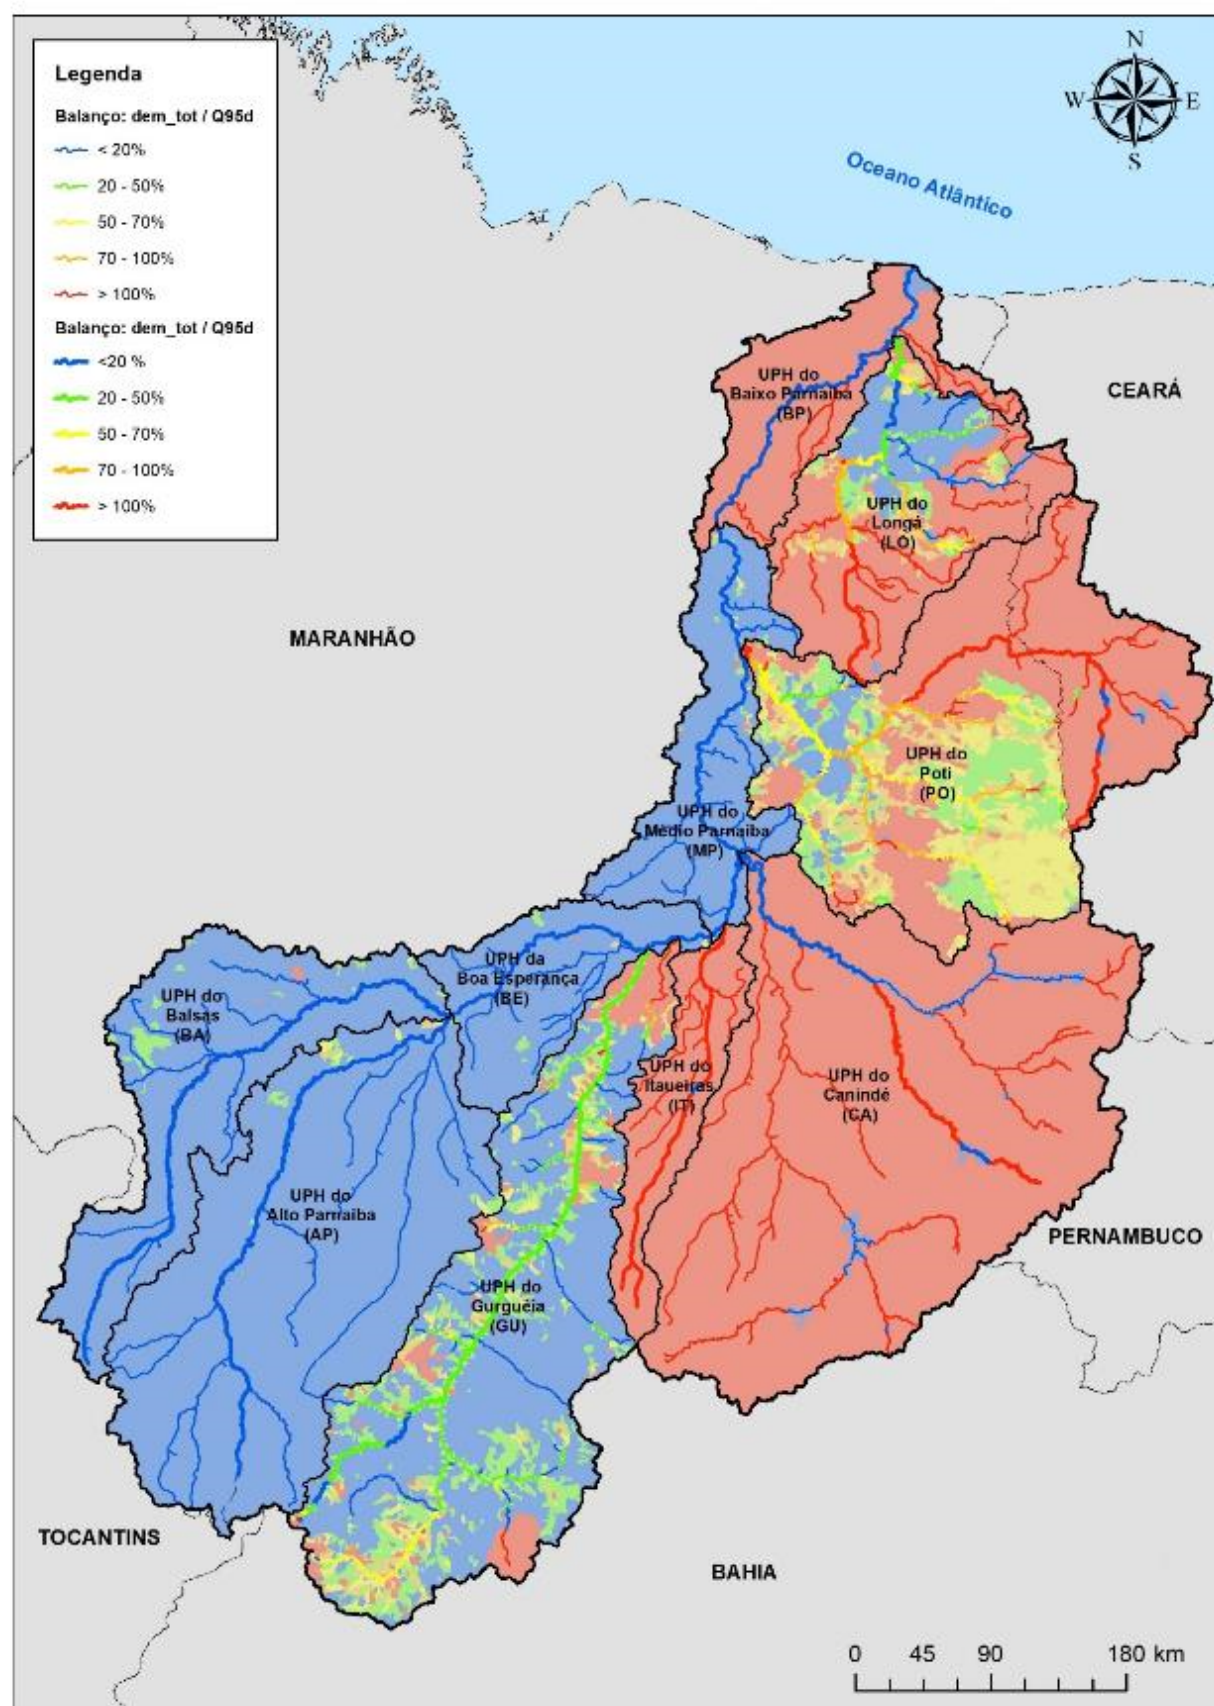 Legenda
Balanço: dem_tot / Q95d
< 20%
20 - 50%
50 - 70%
70 - 100%
> 100%
Balanço: dem_tot / Q95d
<20 %
20 - 50%
50 - 70%
70 - 100%
> 100%
N
W
E
S
Oceano Atlântico
CEARÁ
UPH do
Baixo Parnaíba
(BP)
UPH do
Longá
(LO)
MARANHÃO
UPH do
Poti
(PO)
UPH do
Médio Parnaíba
(MP)
UPH da
Boa Esperança
(BE)
UPH do
Balsas
(BA)
UPH do
Itaueiras
(IT)
UPH do
Canindé
(CA)
UPH do
Alto Parnaíba
(AP)
PERNAMBUCO
UPH do
Gurguéia
(GU)
TOCANTINS
BAHIA
0 45 90 180 km